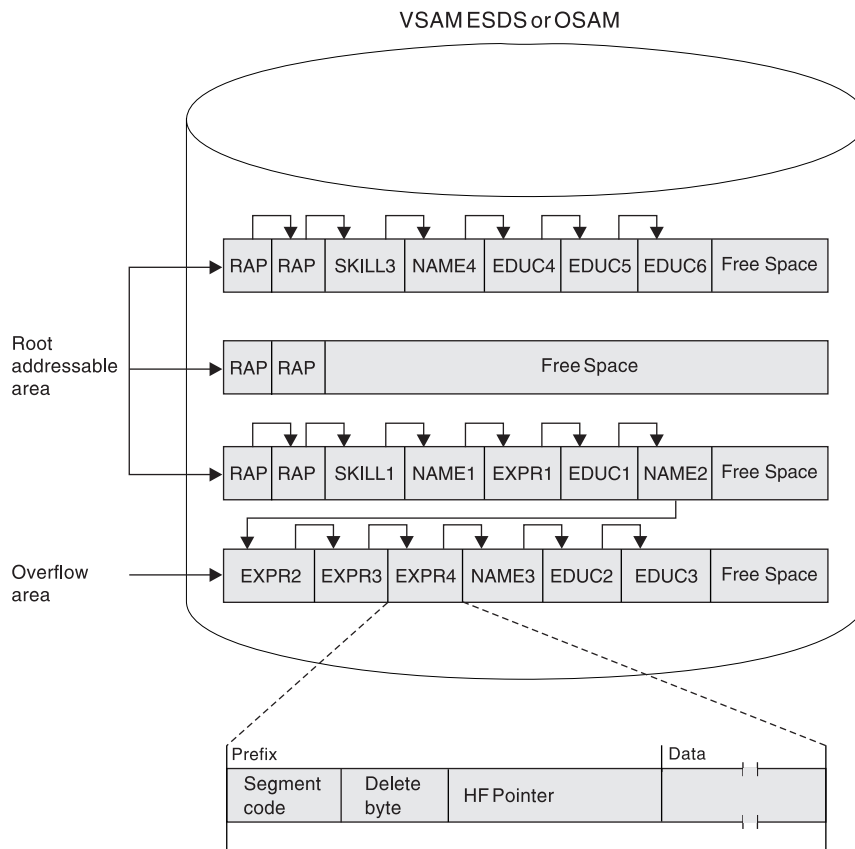 VSAM ESDS or OSAM
RAP RAP SKILL3 NAME4 EDUC4 EDUC5 EDUC6 Free Space
Root
addressable
area
RAP RAP Free Space
RAP RAP SKILL1 NAME1 EXPR1 EDUC1 NAME2 Free Space
Overflow
area
EXPR2 EXPR3 EXPR4 NAME3 EDUC2 EDUC3 Free Space
Prefix Data
Segment
code
Delete
byte
HF Pointer